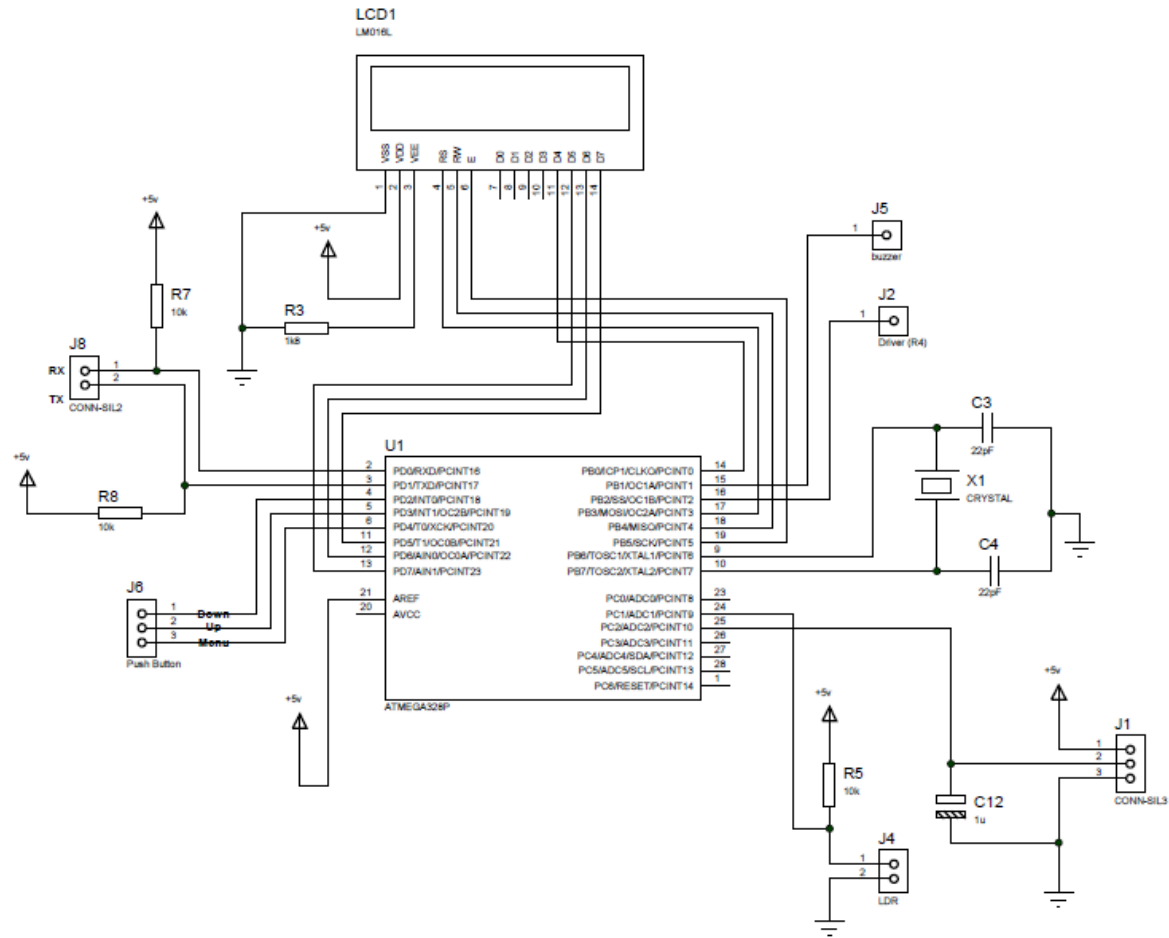 LCD1
LM016L
VSS
VDD
VEE
RS
RW
E
D0
D1
D2
D3
D4
D5
D6
D7
1
2
3
4
5
6
7
8
9
10
11
12
13
14
+5v
+5v
R7
10k
R3
1k8
J5
1
buzzer
J2
1
Driver (R4)
J8
RX
1
2
TX
CONN-SIL2
+5v
R8
10k
C3
22pF
X1
CRYSTAL
C4
22pF
U1
2 PD0/RXD/PCINT16
3 PD1/TXD/PCINT17
4 PD2/INT0/PCINT18
5 PD3/INT1/OC2B/PCINT19
6 PD4/T0/XCK/PCINT20
11 PD5/T1/OC0B/PCINT21
12 PD6/AIN0/OC0A/PCINT22
13 PD7/AIN1/PCINT23
21 AREF
20 AVCC
PB0/ICP1/CLKO/PCINT0 14
PB1/OC1A/PCINT1 15
PB2/SS/OC1B/PCINT2 16
PB3/MOSI/OC2A/PCINT3 17
PB4/MISO/PCINT4 18
PB5/SCK/PCINT5 19
PB6/TOSC1/XTAL1/PCINT6 9
PB7/TOSC2/XTAL2/PCINT7 10
PC0/ADC0/PCINT8 23
PC1/ADC1/PCINT9 24
PC2/ADC2/PCINT10 25
PC3/ADC3/PCINT11 26
PC4/ADC4/SDA/PCINT12 27
PC5/ADC5/SCL/PCINT13 28
PC6/RESET/PCINT14 1
ATMEGA328P
J6
1 Down
2 Up
3 Menu
Push Button
+5v
+5v
R5
10k
J4
1
2
LDR
C12
1u
+5v
J1
1
2
3
CONN-SIL3